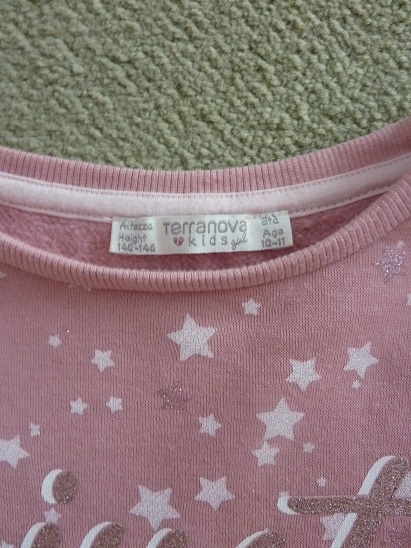 Altezza
Height
140-146
Terranova
kids girl
Età
Age
10-11